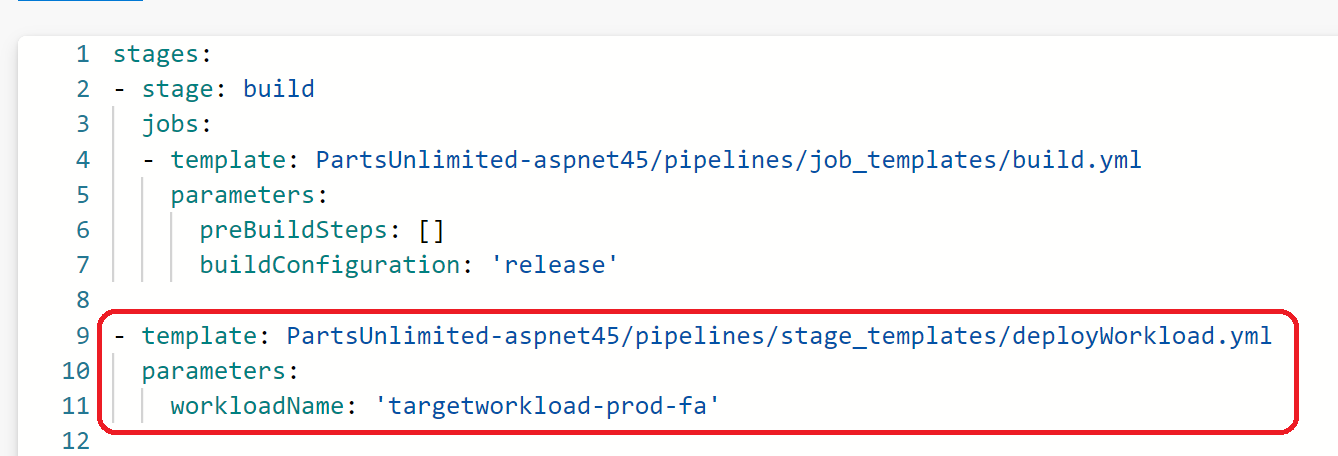 1 stages:
2 - stage: build
3 jobs:
4 - template: PartsUnlimited-aspnet45/pipelines/job_templates/build.yml
5 parameters:
6 preBuildSteps: []
7 buildConfiguration: 'release'
8
9 - template: PartsUnlimited-aspnet45/pipelines/stage_templates/deployWorkload.yml
10 parameters:
11 workloadName: 'targetworkload-prod-fa'
12